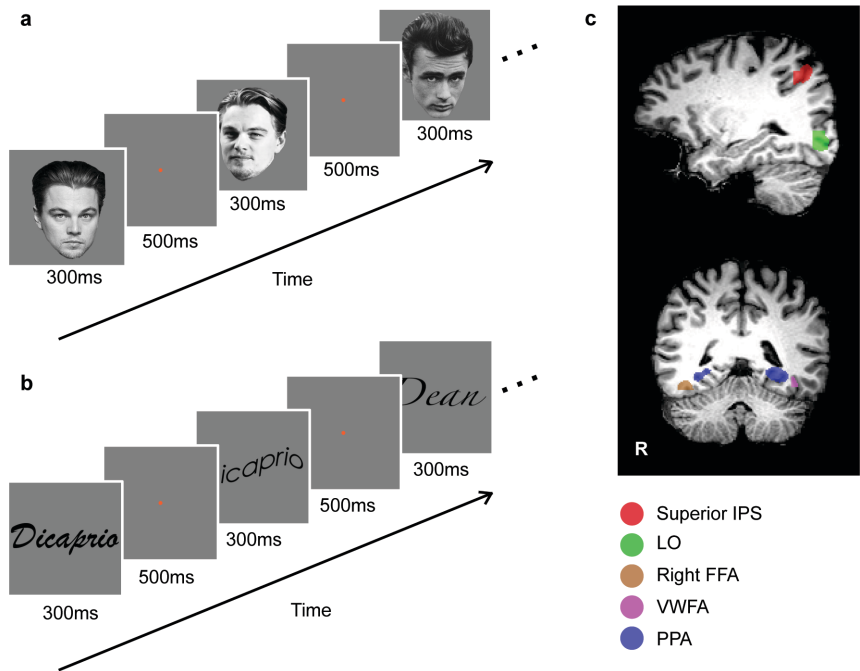 a
300ms
500ms
300ms
500ms
300ms
Time
b
Dicaprio
300ms
500ms
icaprio
300ms
500ms
Dean
300ms
Time
c
R
Superior IPS
LO
Right FFA
VWFA
PPA